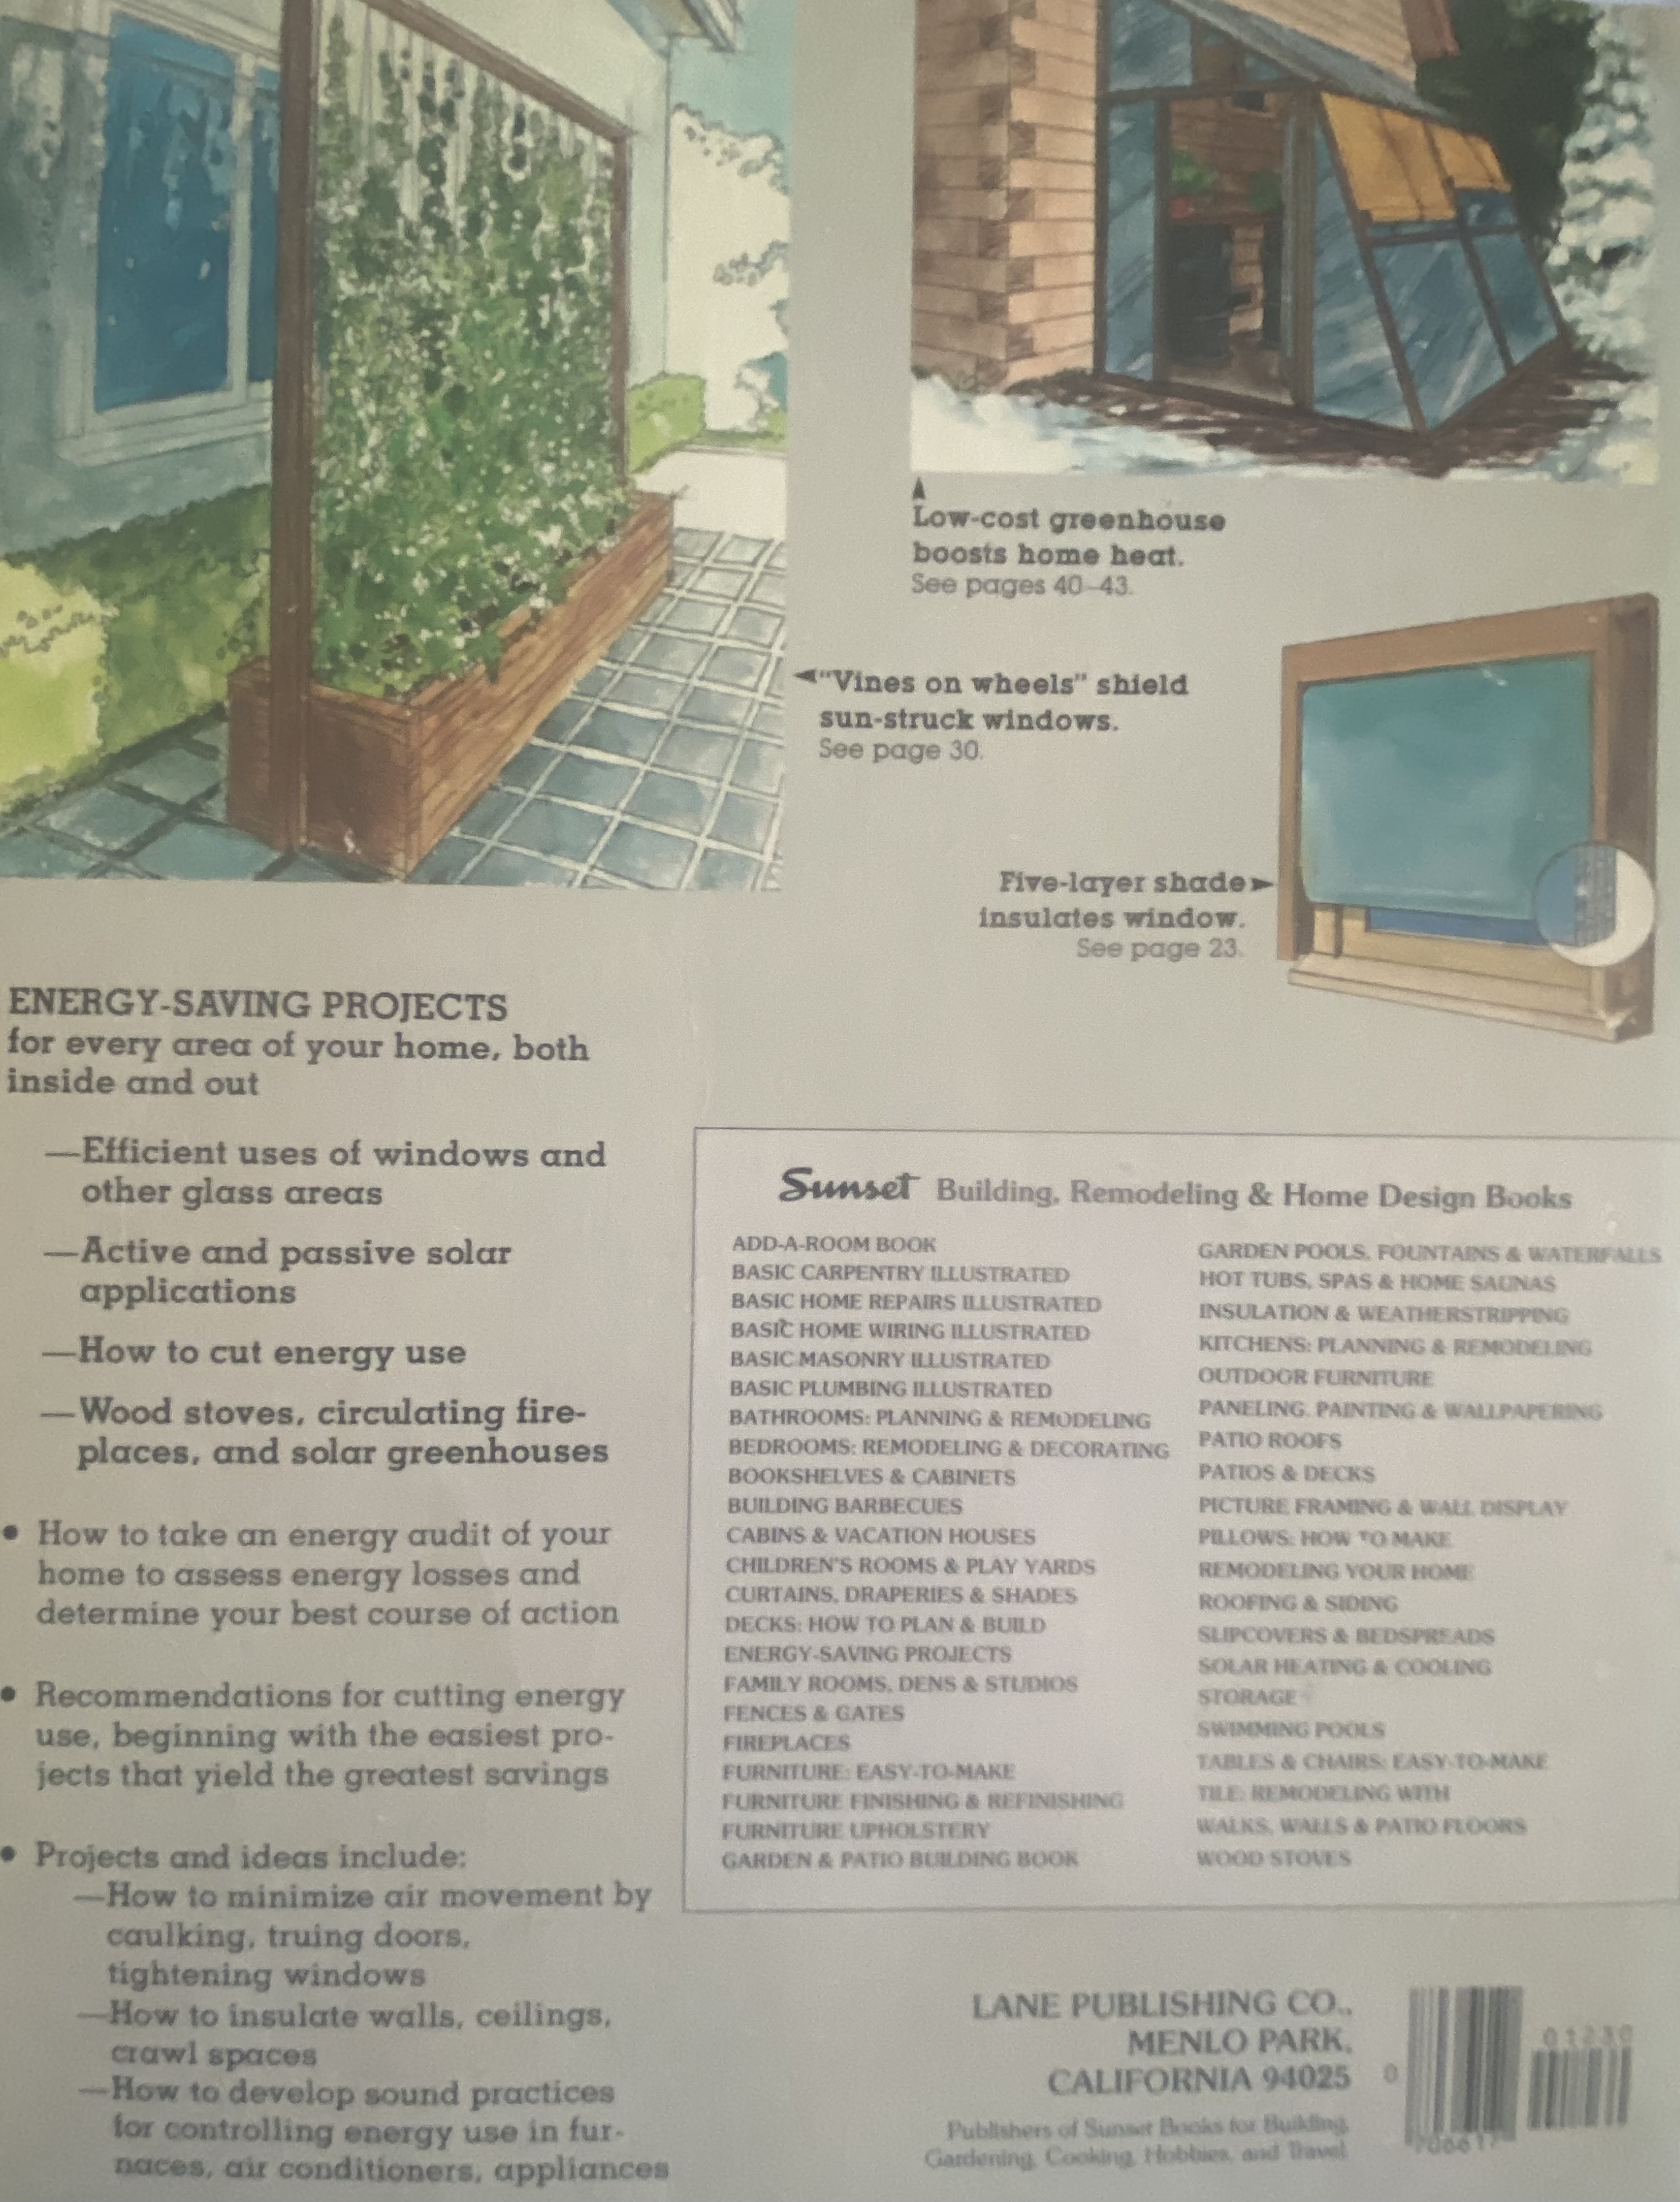 Low-cost greenhouse
boosts home heat.
See pages 40–43.
"Vines on wheels" shield
sun-struck windows.
See page 30.
Five-layer shade
insulates window.
See page 23.
ENERGY-SAVING PROJECTS
for every area of your home, both
inside and out
—Efficient uses of windows and
other glass areas
—Active and passive solar
applications
—How to cut energy use
—Wood stoves, circulating fire-
places, and solar greenhouses
• How to take an energy audit of your
home to assess energy losses and
determine your best course of action
• Recommendations for cutting energy
use, beginning with the easiest pro-
jects that yield the greatest savings
• Projects and ideas include:
—How to minimize air movement by
caulking, truing doors,
tightening windows
—How to insulate walls, ceilings,
crawl spaces
—How to develop sound practices
for controlling energy use in fur-
naces, air conditioners, appliances
Sunset Building, Remodeling & Home Design Books
ADD-A-ROOM BOOK
BASIC CARPENTRY ILLUSTRATED
BASIC HOME REPAIRS ILLUSTRATED
BASIC HOME WIRING ILLUSTRATED
BASIC MASONRY ILLUSTRATED
BASIC PLUMBING ILLUSTRATED
BATHROOMS: PLANNING & REMODELING
BEDROOMS: REMODELING & DECORATING
BOOKSHELVES & CABINETS
BUILDING BARBECUES
CABINS & VACATION HOUSES
CHILDREN'S ROOMS & PLAY YARDS
CURTAINS, DRAPERIES & SHADES
DECKS: HOW TO PLAN & BUILD
ENERGY-SAVING PROJECTS
FAMILY ROOMS, DENS & STUDIOS
FENCES & GATES
FIREPLACES
FURNITURE: EASY-TO-MAKE
FURNITURE FINISHING & REFINISHING
FURNITURE UPHOLSTERY
GARDEN & PATIO BUILDING BOOK
GARDEN POOLS, FOUNTAINS & WATERFALLS
HOT TUBS, SPAS & HOME SAUNAS
INSULATION & WEATHERSTRIPPING
KITCHENS: PLANNING & REMODELING
OUTDOOR FURNITURE
PANELING, PAINTING & WALLPAPERING
PATIO ROOFS
PATIOS & DECKS
PICTURE FRAMING & WALL DISPLAY
PILLOWS: HOW TO MAKE
REMODELING YOUR HOME
ROOFING & SIDING
SLIPCOVERS & BEDSPREADS
SOLAR HEATING & COOLING
STORAGE
SWIMMING POOLS
TABLES & CHAIRS: EASY-TO-MAKE
TILE: REMODELING WITH
WALKS, WALLS & PATIO FLOORS
WOOD STOVES
LANE PUBLISHING CO.,
MENLO PARK,
CALIFORNIA 94025
Publishers of Sunset Books for Building,
Gardening, Cooking, Hobbies, and Travel
0
01230